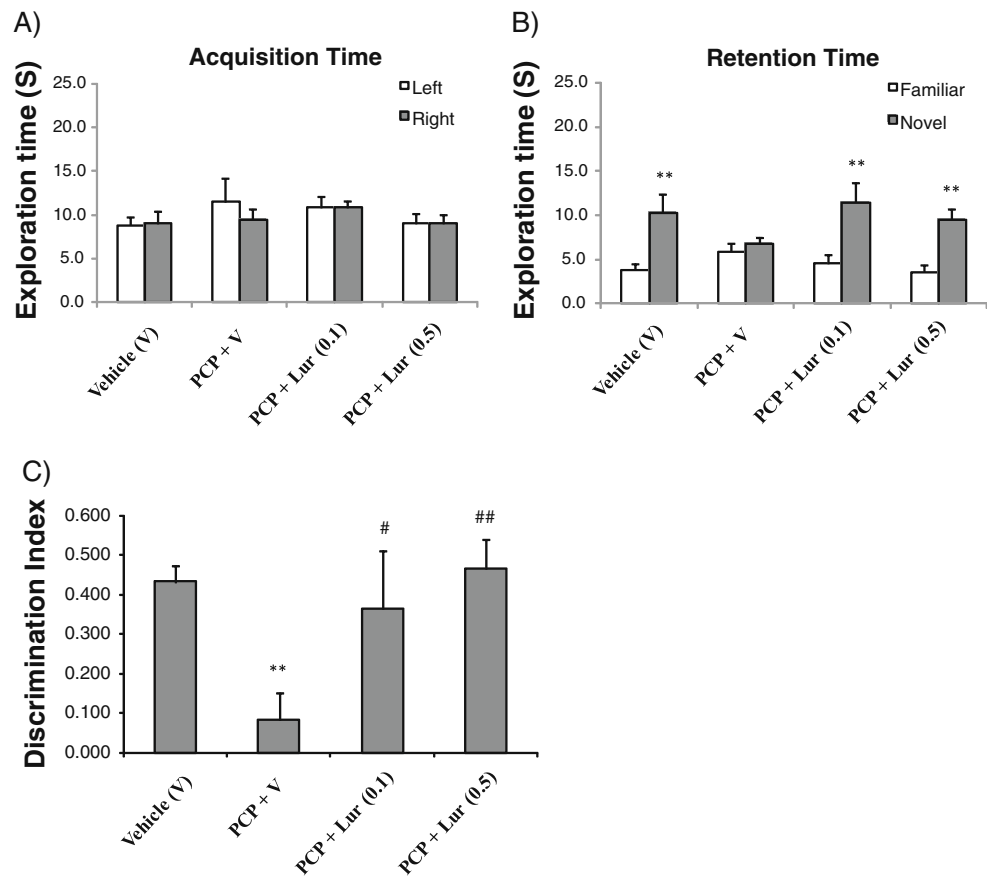 A)
Acquisition Time
Exploration time (S)
25.0
20.0
15.0
10.0
5.0
0.0
Left
Right
Vehicle (V)
PCP + V
PCP + Lur (0.1)
PCP + Lur (0.5)
B)
Retention Time
Exploration time (S)
25.0
20.0
15.0
10.0
5.0
0.0
Familiar
Novel
**
**
**
Vehicle (V)
PCP + V
PCP + Lur (0.1)
PCP + Lur (0.5)
C)
Discrimination Index
0.600
0.500
0.400
0.300
0.200
0.100
0.000
**
#
##
Vehicle (V)
PCP + V
PCP + Lur (0.1)
PCP + Lur (0.5)